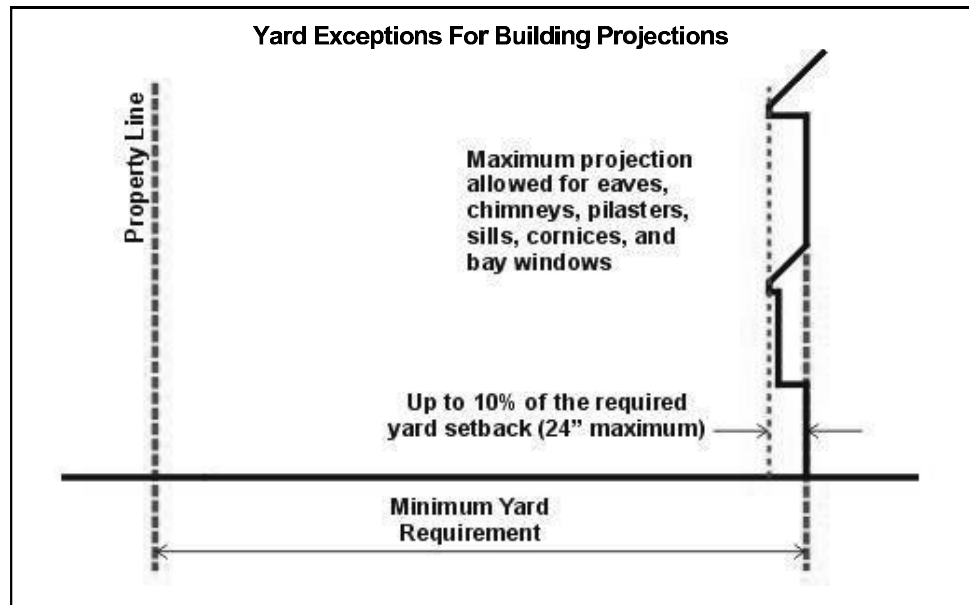 Yard Exceptions For Building Projections
Property Line
Maximum projection
allowed for eaves,
chimneys, pilasters,
sills, cornices, and
bay windows
Up to 10% of the required
yard setback (24” maximum)
Minimum Yard
Requirement